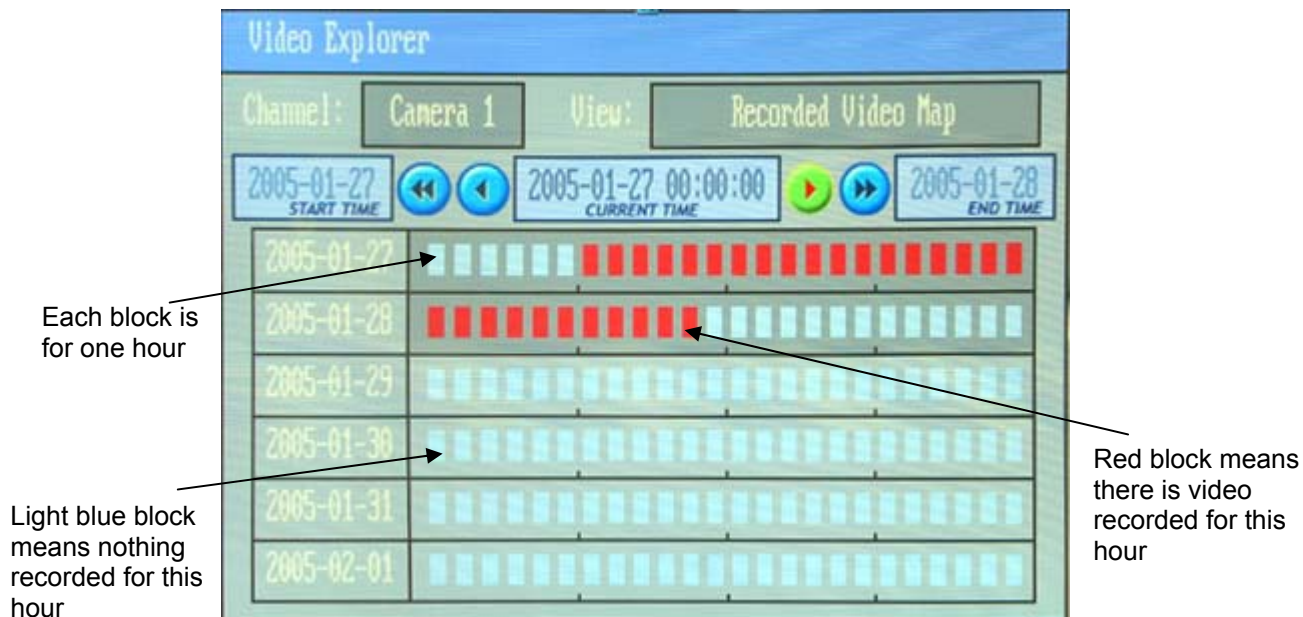 Video Explorer
Channel: Camera 1 View: Recorded Video Map
2005-01-27 2005-01-27 00:00:00 2005-01-28
START TIME CURRENT TIME END TIME
2005-01-27
2005-01-28
2005-01-29
2005-01-30
2005-01-31
2005-02-01
Each block is
for one hour
Light blue block
means nothing
recorded for this
hour
Red block means
there is video
recorded for this
hour